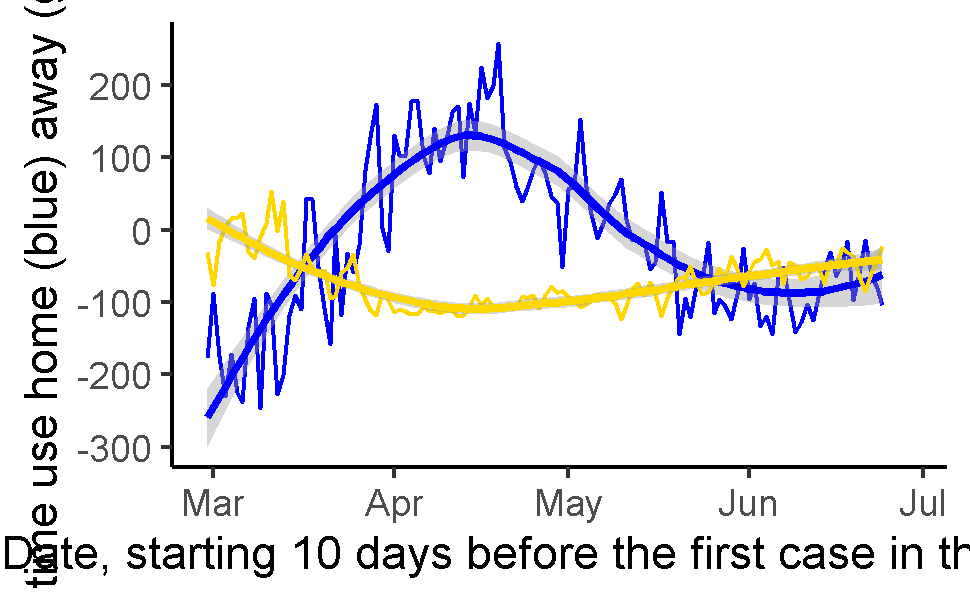 time use home (blue) away (
200
100
0
-100
-200
-300
Mar Apr May Jun Jul
Date, starting 10 days before the first case in th